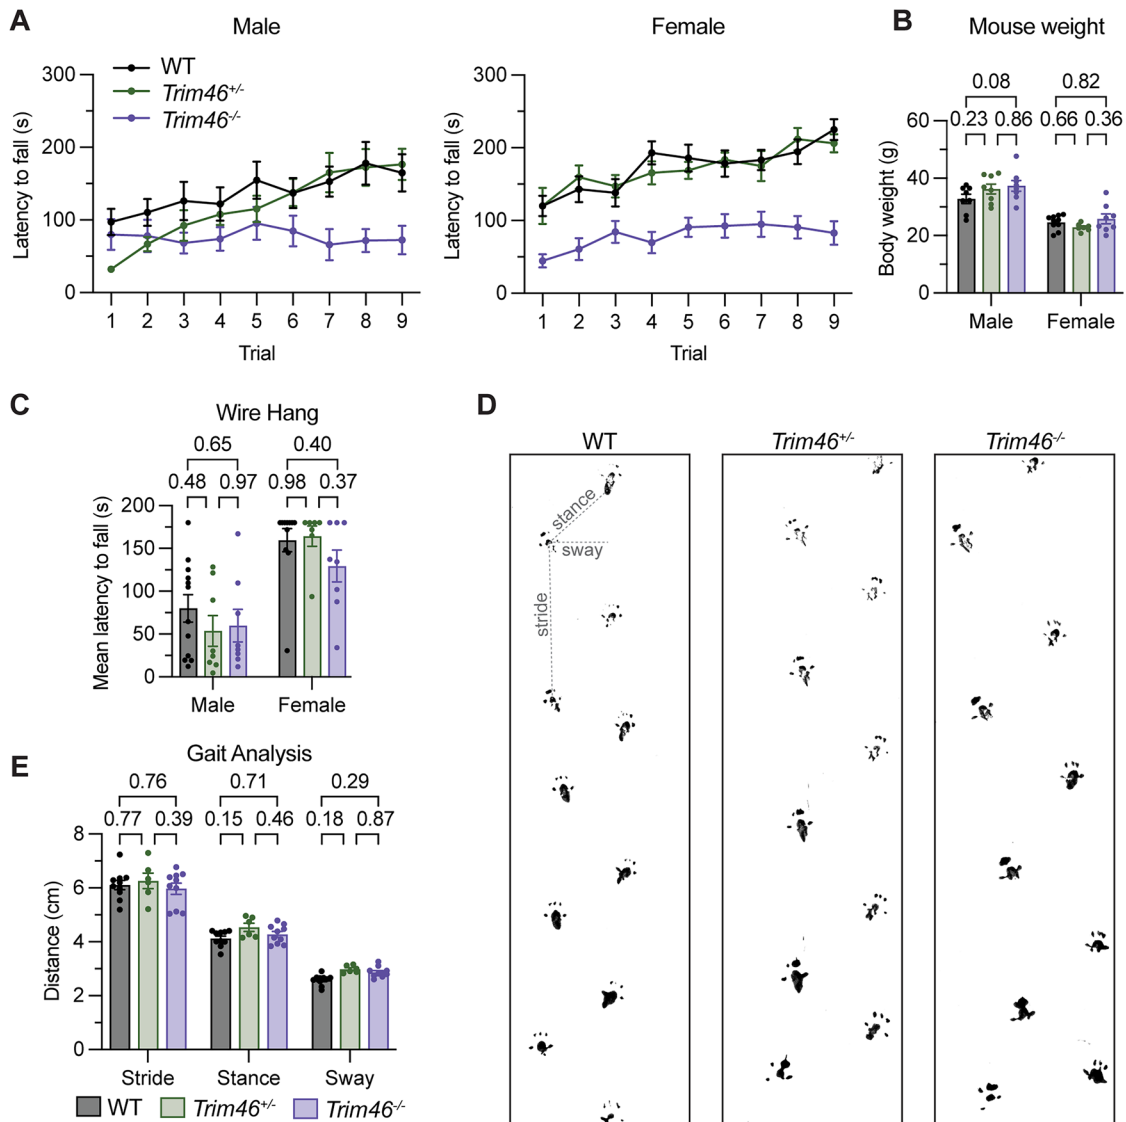 A
Male
WT
Trim46+/-
Trim46-/-
Latency to fall (s)
300
200
100
0
1 2 3 4 5 6 7 8 9
Trial
Female
Latency to fall (s)
300
200
100
0
1 2 3 4 5 6 7 8 9
Trial
B
Mouse weight
0.08 0.82
0.23 0.86 0.66 0.36
Body weight (g)
60
40
20
0
Male Female
C
Wire Hang
0.65 0.40
0.48 0.97 0.98 0.37
Mean latency to fall (s)
200
150
100
50
0
Male Female
D
WT Trim46+/- Trim46-/-
stance
sway
stride
E
Gait Analysis
0.76 0.71 0.29
0.77 0.39 0.15 0.46 0.18 0.87
Distance (cm)
8
6
4
2
0
Stride Stance Sway
WT Trim46+/- Trim46-/-